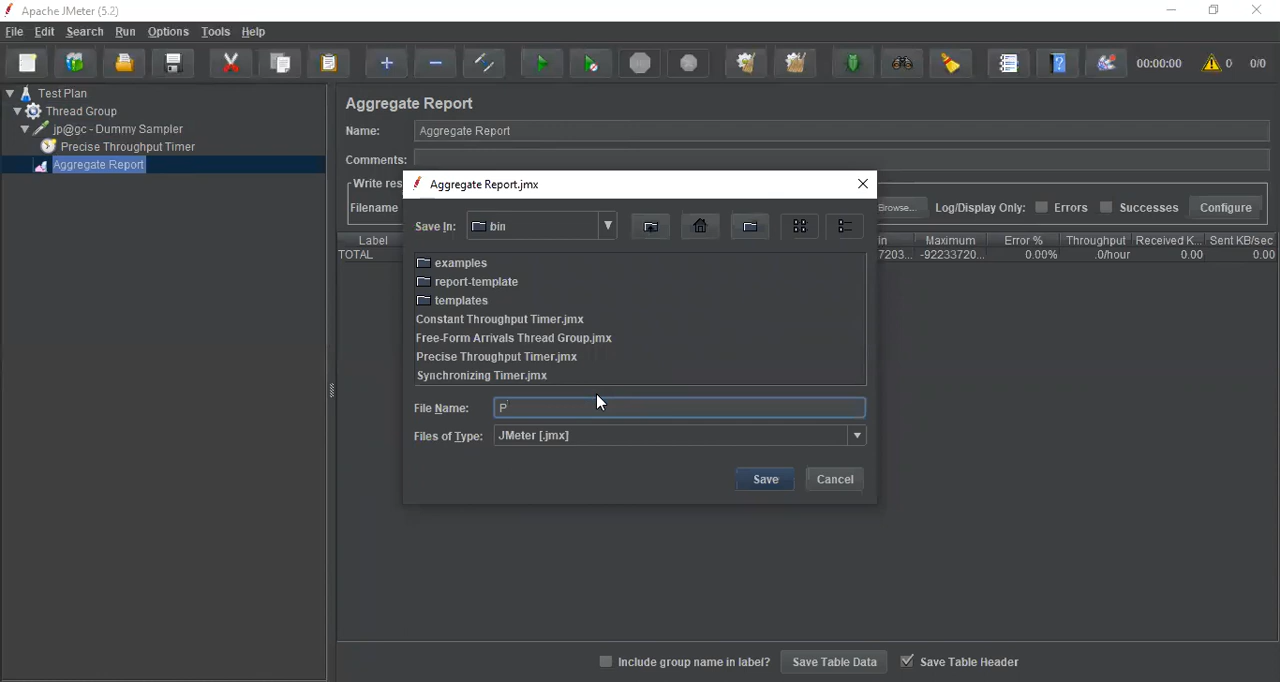 Apache JMeter (5.2)
File Edit Search Run Options Tools Help
00:00:00 0 0/0
Test Plan
Thread Group
jp@gc - Dummy Sampler
Precise Throughput Timer
Aggregate Report
Aggregate Report
Name: Aggregate Report
Comments:
Write res
Filename Browse... Log/Display Only: Errors Successes Configure
Label in Maximum Error % Throughput Received K... Sent KB/sec
TOTAL 7203... -92233720... 0.00% .0/hour 0.00 0.00
Aggregate Report.jmx
Save In: bin
examples
report-template
templates
Constant Throughput Timer.jmx
Free-Form Arrivals Thread Group.jmx
Precise Throughput Timer.jmx
Synchronizing Timer.jmx
File Name: P
Files of Type: JMeter [.jmx]
Save Cancel
Include group name in label? Save Table Data Save Table Header